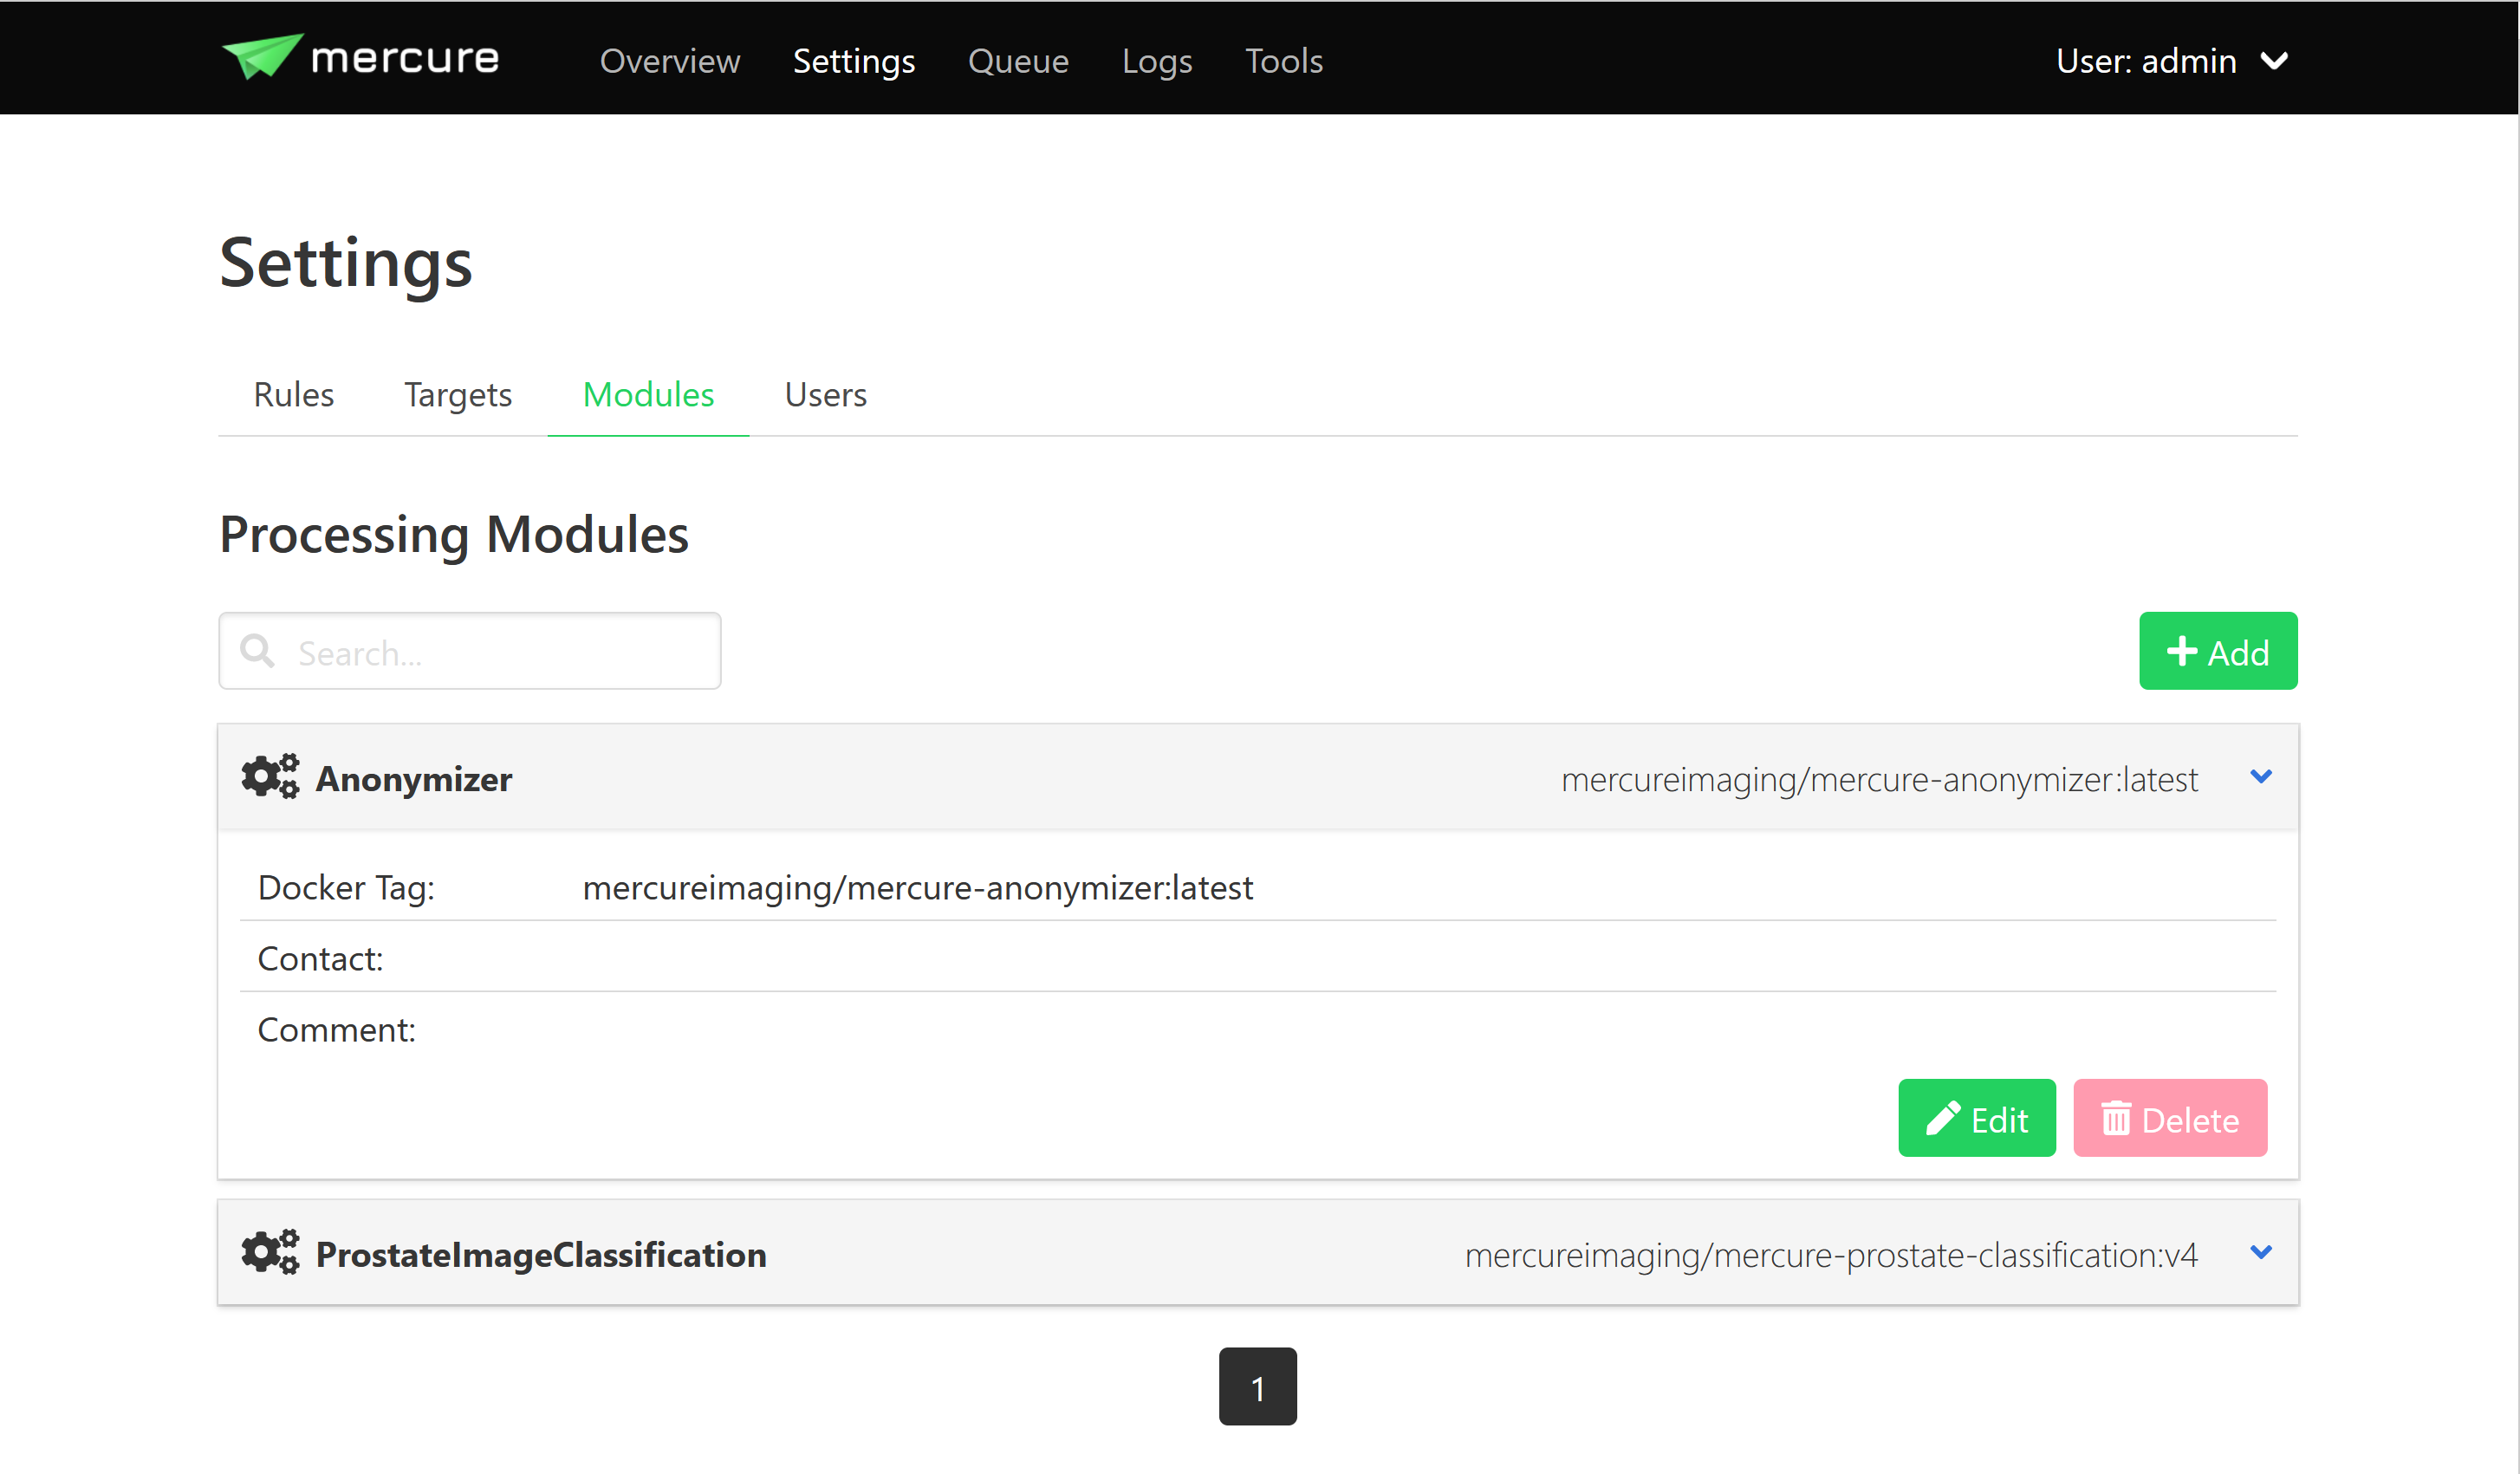 mercure Overview Settings Queue Logs Tools User: admin
Settings
Rules Targets Modules Users
Processing Modules
Search... Add
Anonymizer mercureimaging/mercure-anonymizer:latest
Docker Tag: mercureimaging/mercure-anonymizer:latest
Contact:
Comment:
Edit Delete
ProstateImageClassification mercureimaging/mercure-prostate-classification:v4
1